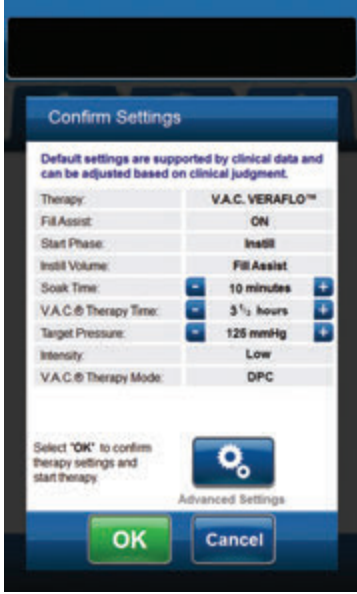 Confirm Settings
Default settings are supported by clinical data and
can be adjusted based on clinical judgment.
Therapy: V.A.C. VERAFLO™
Fill Assist: ON
Start Phase: Instill
Instill Volume: Fill Assist
Soak Time: - 10 minutes +
V.A.C.® Therapy Time: - 3 ½ hours +
Target Pressure: - 125 mmHg +
Intensity: Low
V.A.C.® Therapy Mode: DPC
Select "OK" to confirm
therapy settings and
start therapy.
Advanced Settings
OK Cancel